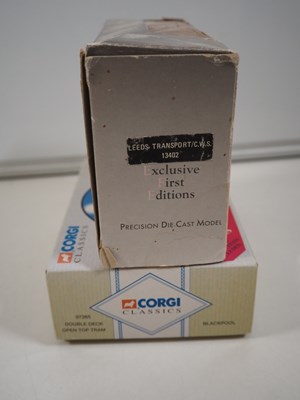 LEEDS TRANSPORT/C.W.S.
13402
Exclusive
First
Editions
PRECISION DIE-CAST MODEL
CORGI
CLASSICS
CORGI
CLASSICS
DOUBLE DECK
OPEN TOP TRAM
BLACKPOOL